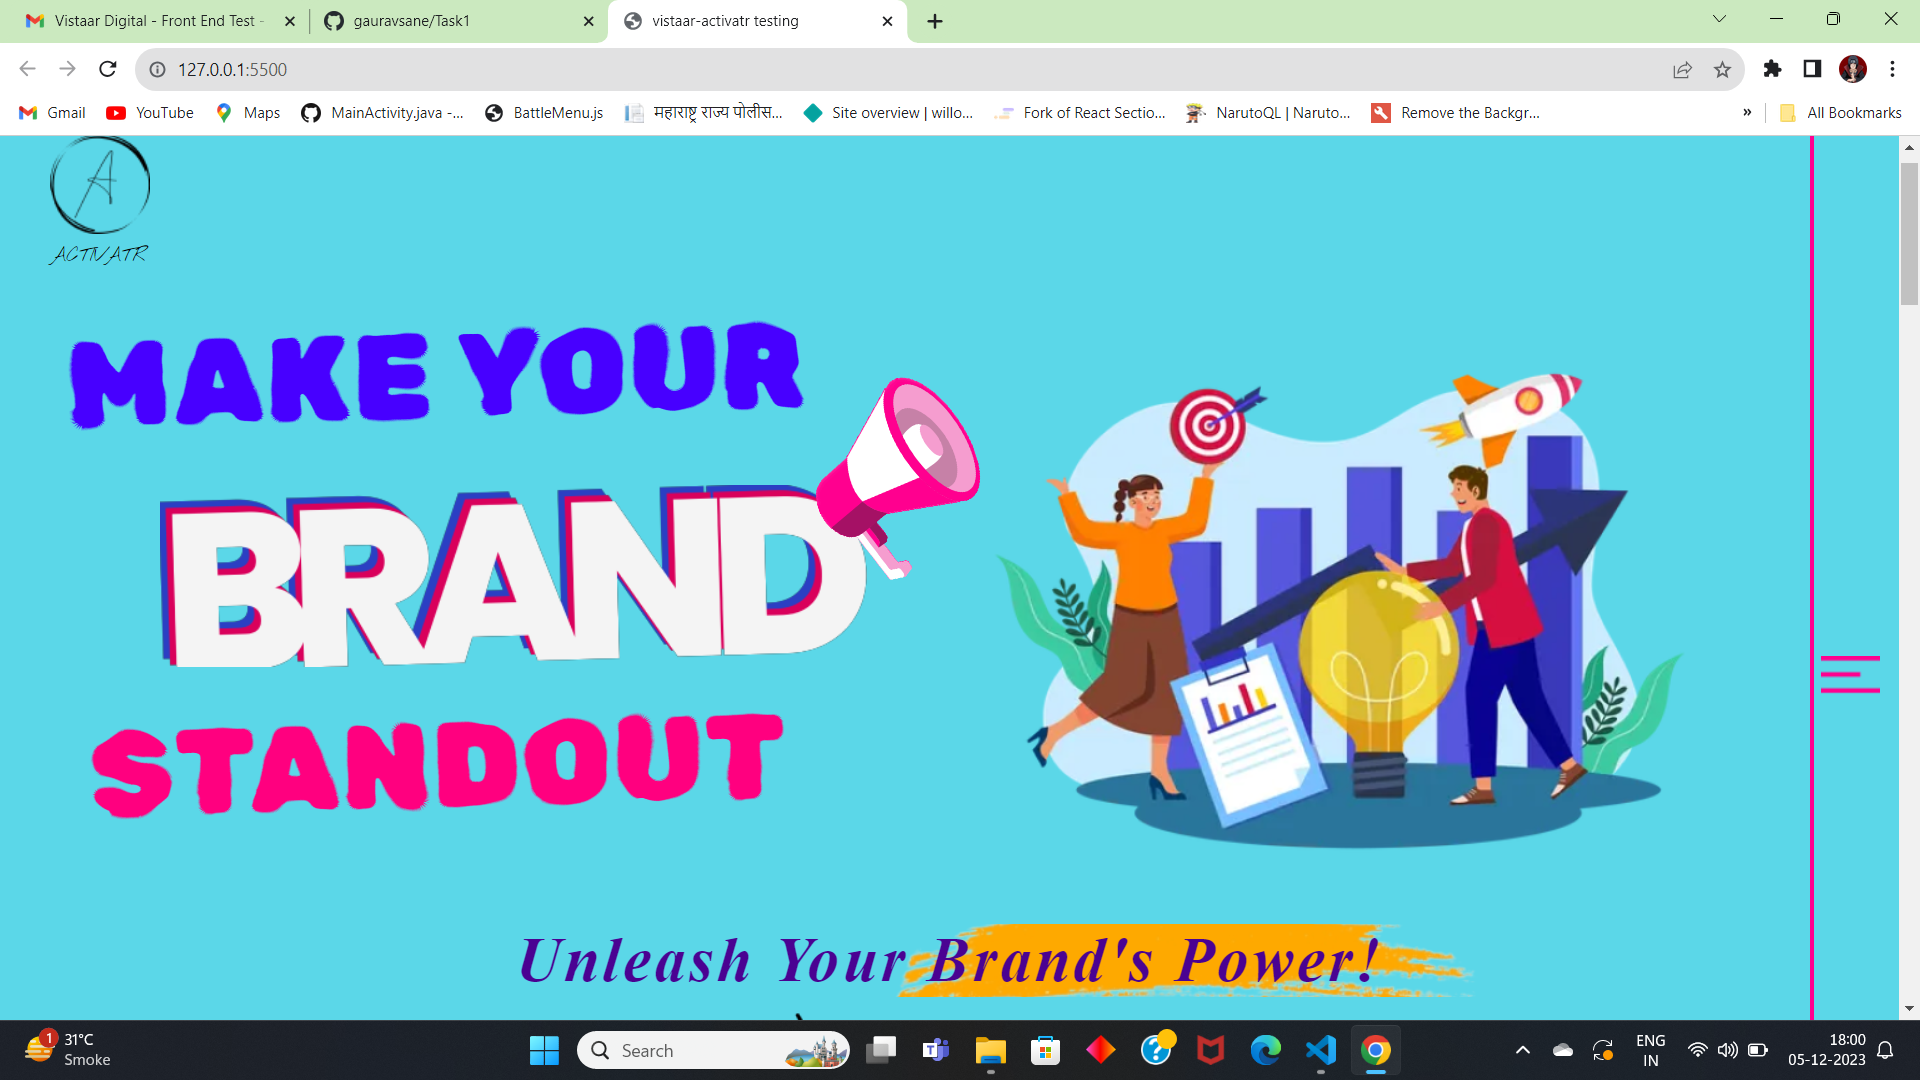 Vistaar Digital - Front End Test -
gauravsane/Task1
vistaar-activatr testing
127.0.0.1:5500
Gmail
YouTube
Maps
MainActivity.java -...
BattleMenu.js
महाराष्ट्र राज्य पोलीस...
Site overview | willo...
Fork of React Sectio...
NarutoQL | Naruto...
Remove the Backgr...
»
All Bookmarks
A
ACTIVATR
MAKE YOUR
BRAND
STANDOUT
Unleash Your Brand's Power!
1
31°C
Smoke
Search
ENG
IN
18:00
05-12-2023